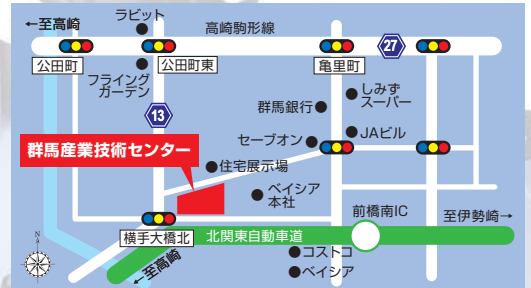 ←至高崎
ラビット
高崎駒形線
27
公田町
公田町東
亀里町
フライング
ガーデン
しみず
スーパー
群馬銀行
13
セーブオン
JAビル
群馬産業技術センター
住宅展示場
ベイシア
本社
前橋南IC
至伊勢崎→
横手大橋北
北関東自動車道
←至高崎
コストコ
ベイシア
N